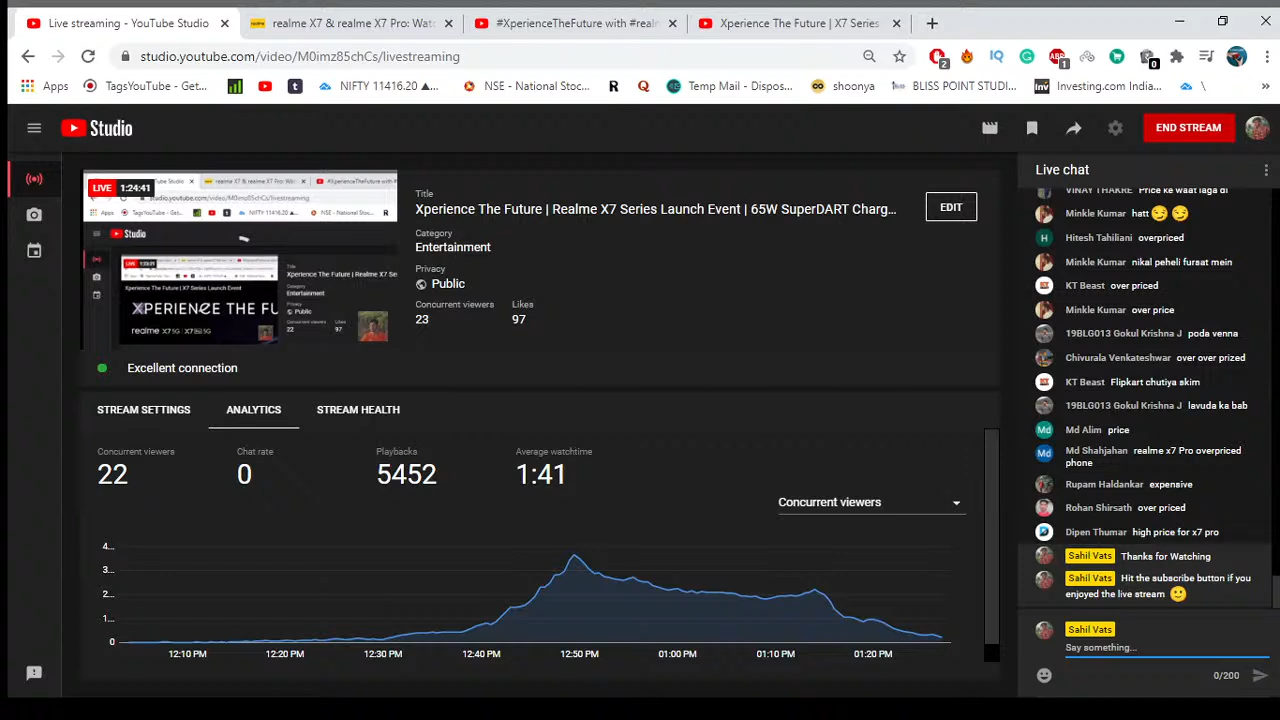 Live streaming - YouTube Studio
realme X7 & realme X7 Pro: Wat
#XperienceTheFuture with #realm
Xperience The Future | X7 Series
studio.youtube.com/video/M0imz85chCs/livestreaming
Apps
TagsYouTube - Get...
NIFTY 11416.20 ▲...
NSE - National Stoc...
Temp Mail - Dispos...
shoonya
BLISS POINT STUDI...
Investing.com India...
Studio
END STREAM
LIVE 1:24:41
Title
Xperience The Future | Realme X7 Series Launch Event | 65W SuperDART Charg...
EDIT
Category
Entertainment
Privacy
Public
Concurrent viewers
Likes
23
97
Excellent connection
STREAM SETTINGS
ANALYTICS
STREAM HEALTH
Concurrent viewers
Chat rate
Playbacks
Average watchtime
22
0
5452
1:41
Concurrent viewers
4...
3...
2...
1...
0
12:10 PM
12:20 PM
12:30 PM
12:40 PM
12:50 PM
01:00 PM
01:10 PM
01:20 PM
Live chat
VINAY THAKRE Price ke waat laga di
Minkle Kumar hatt
Hitesh Tahiliani overpriced
Minkle Kumar nikal peheli fursat mein
KT Beast over priced
Minkle Kumar over price
19BLG013 Gokul Krishna J poda venna
Chivurala Venkateshwar over over prized
KT Beast Flipkart chutiya skim
19BLG013 Gokul Krishna J lavuda ka bab
Md Alim price
Md Shahjahan realme x7 Pro overpriced
phone
Rupam Haldankar expensive
Rohan Shirsath over priced
Dipen Thumar high price for x7 pro
Sahil Vats Thanks for Watching
Sahil Vats Hit the subscribe button if you
enjoyed the live stream
Sahil Vats
Say something...
0/200